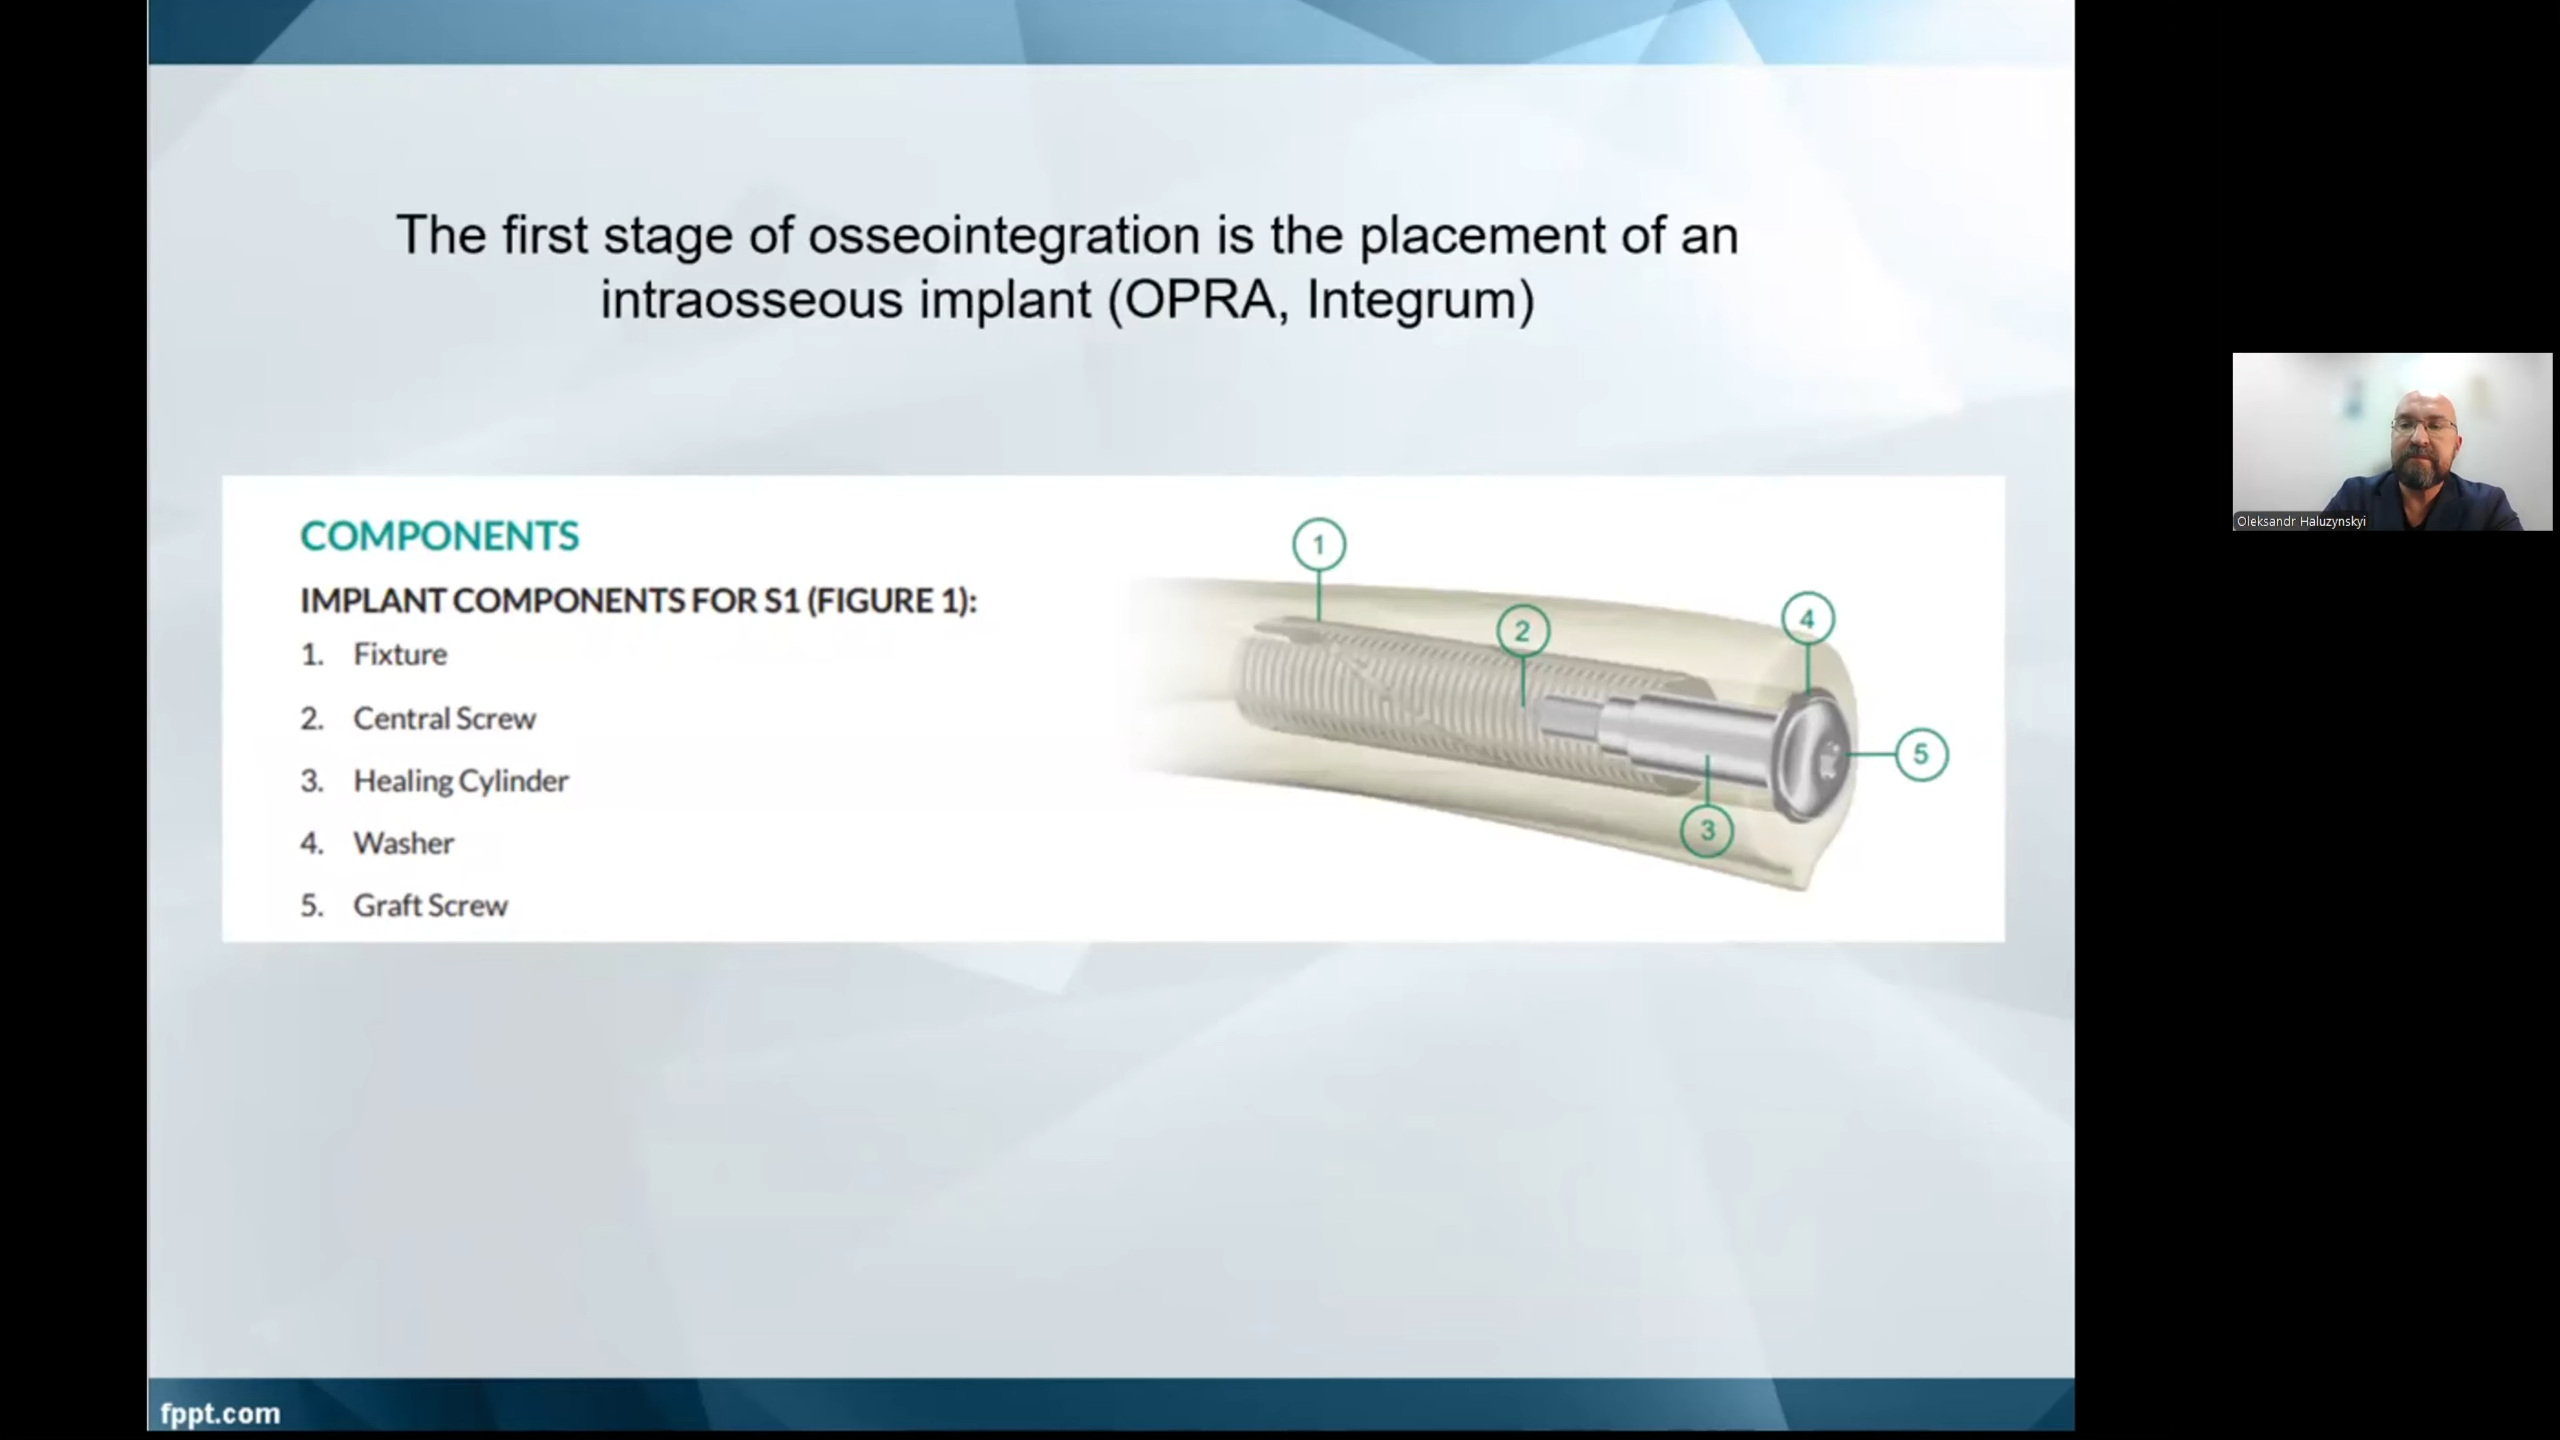 The first stage of osseointegration is the placement of an
intraosseous implant (OPRA, Integrum)
COMPONENTS
IMPLANT COMPONENTS FOR S1 (FIGURE 1):
1. Fixture
2. Central Screw
3. Healing Cylinder
4. Washer
5. Graft Screw
1
2
4
5
3
Oleksandr Haluzynskyi
fppt.com